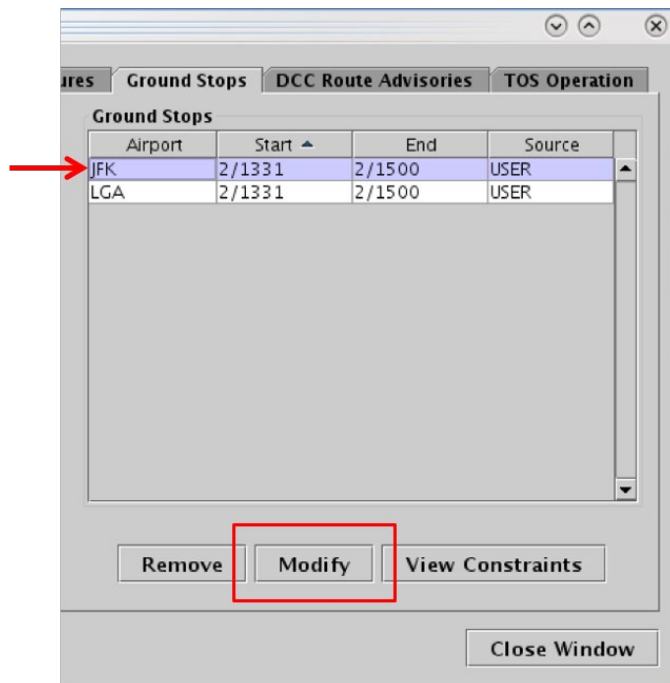 ures Ground Stops DCC Route Advisories TOS Operation
Ground Stops
Airport Start End Source
JFK 2/1331 2/1500 USER
LGA 2/1331 2/1500 USER
Remove Modify View Constraints
Close Window